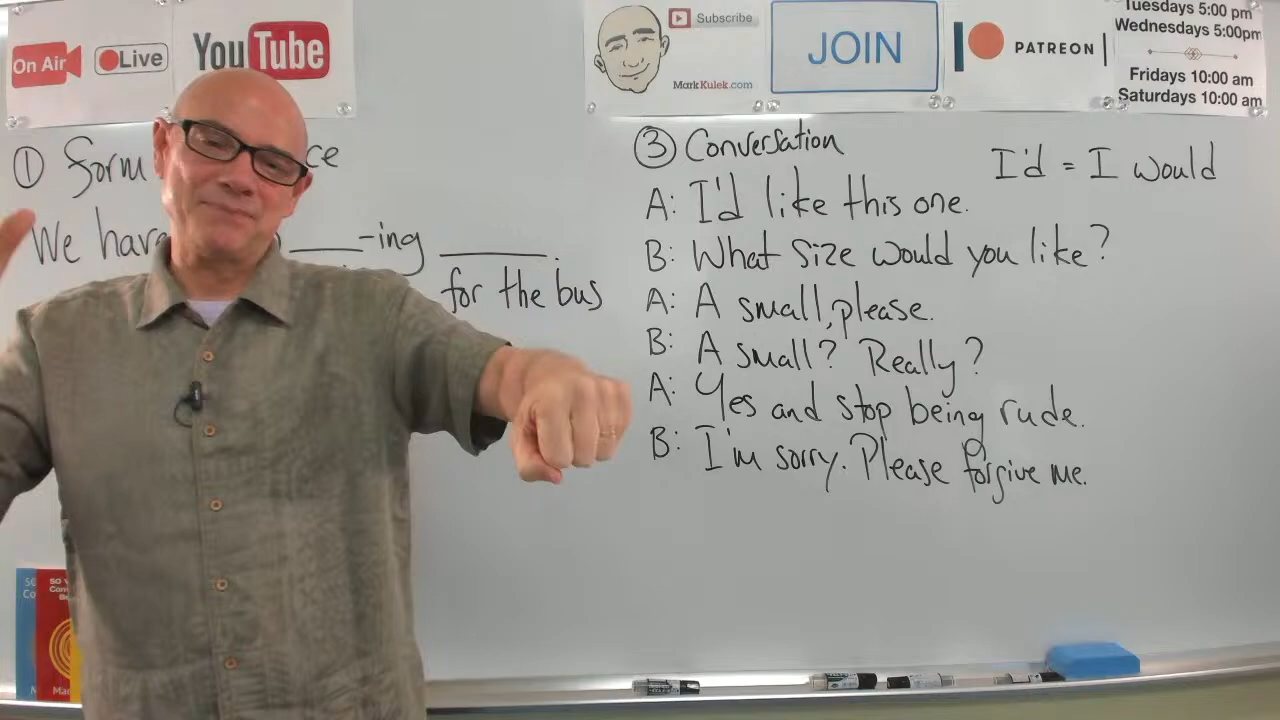 On Air
Live
YouTube
Subscribe
MarkKulek.com
JOIN
PATREON
Tuesdays 5:00 pm
Wednesdays 5:00pm
Fridays 10:00 am
Saturdays 10:00 am
① form
We have ____-ing ______.
for the bus
③ Conversation
I'd = I would
A: I'd like this one.
B: What size would you like?
A: A small, please.
B: A small? Really?
A: Yes and stop being rude.
B: I'm sorry. Please forgive me.